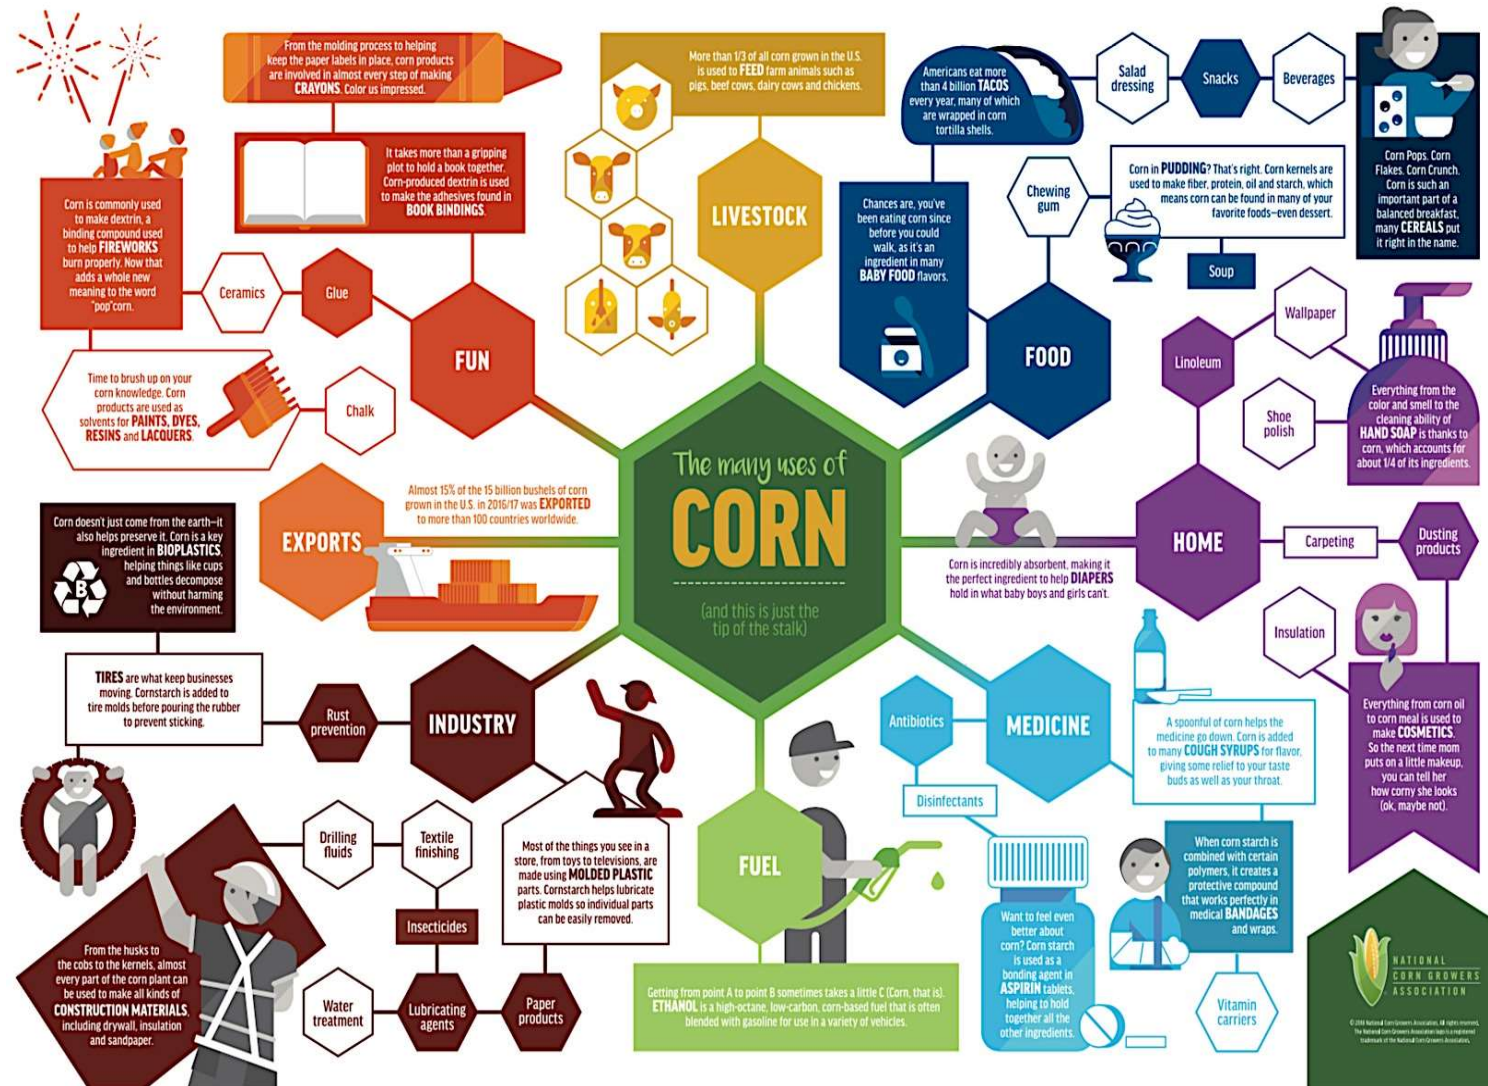 From the molding process to helping
keep the paper labels in place, corn products
are involved in almost every step of making
CRAYONS. Color us impressed.
It takes more than a gripping
plot to hold a book together.
Corn-produced dextrin is used
to make the adhesives found in
BOOK BINDINGS.
Corn is commonly used
to make dextrin, a
binding compound used
to help FIREWORKS
burn properly. Now that
adds a whole new
meaning to the word
"pop"corn.
Ceramics
Glue
FUN
Time to brush up on your
corn knowledge. Corn
products are used as
solvents for PAINTS, DYES,
RESINS and LACQUERS.
Chalk
More than 1/3 of all corn grown in the U.S.
is used to FEED farm animals such as
pigs, beef cows, dairy cows and chickens.
LIVESTOCK
Americans eat more
than 4 billion TACOS
every year, many of which
are wrapped in corn
tortilla shells.
Salad
dressing
Snacks
Beverages
Corn Pops. Corn
Flakes. Corn Crunch.
Corn is such an
important part of a
balanced breakfast,
many CEREALS put
it right in the name.
Chances are, you've
been eating corn since
before you could
walk, as it's an
ingredient in many
BABY FOOD flavors.
Chewing
gum
Corn in PUDDING? That's right. Corn kernels are
used to make fiber, protein, oil and starch, which
means corn can be found in many of your
favorite foods—even dessert.
Soup
FOOD
Wallpaper
Linoleum
Shoe
polish
Everything from the
color and smell to the
cleaning ability of
HAND SOAP is thanks to
corn, which accounts for
about 1/4 of its ingredients.
The many uses of
CORN
(and this is just the
tip of the stalk)
EXPORTS
Almost 15% of the 15 billion bushels of corn
grown in the U.S. in 2016/17 was EXPORTED
to more than 100 countries worldwide.
Corn is incredibly absorbent, making it
the perfect ingredient to help DIAPERS
hold in what baby boys and girls can't.
HOME
Carpeting
Dusting
products
Insulation
Everything from corn oil
to corn meal is used to
make COSMETICS.
So the next time mom
puts on a little makeup,
you can tell her
how corny she looks
(ok, maybe not).
Corn doesn't just come from the earth—it
also helps preserve it. Corn is a key
ingredient in BIOPLASTICS,
helping things like cups
and bottles decompose
without harming
the environment.
B
TIRES are what keep businesses
moving. Cornstarch is added to
tire molds before pouring the rubber
to prevent sticking.
Rust
prevention
INDUSTRY
Most of the things you see in a
store, from toys to televisions, are
made using MOLDED PLASTIC
parts. Cornstarch helps lubricate
plastic molds so individual parts
can be easily removed.
Drilling
fluids
Textile
finishing
Insecticides
Water
treatment
Lubricating
agents
Paper
products
From the husks to
the cobs to the kernels, almost
every part of the corn plant can
be used to make all kinds of
CONSTRUCTION MATERIALS,
including drywall, insulation
and sandpaper.
FUEL
Getting from point A to point B sometimes takes a little C (Corn, that is).
ETHANOL is a high-octane, low-carbon, corn-based fuel that is often
blended with gasoline for use in a variety of vehicles.
Antibiotics
MEDICINE
Disinfectants
A spoonful of corn helps the
medicine go down. Corn is added
to many COUGH SYRUPS for flavor,
giving some relief to your taste
buds as well as your throat.
When corn starch is
combined with certain
polymers, it creates a
protective compound
that works perfectly in
medical BANDAGES
and wraps.
Want to feel even
better about
corn? Corn starch
is used as a
bonding agent in
ASPIRIN tablets,
helping to hold
together all the
other ingredients.
Vitamin
carriers
NATIONAL
CORN GROWERS
ASSOCIATION
National Corn Growers Association. All rights reserved.
The National Corn Growers Association logo is a registered
trademark of the National Corn Growers Association.